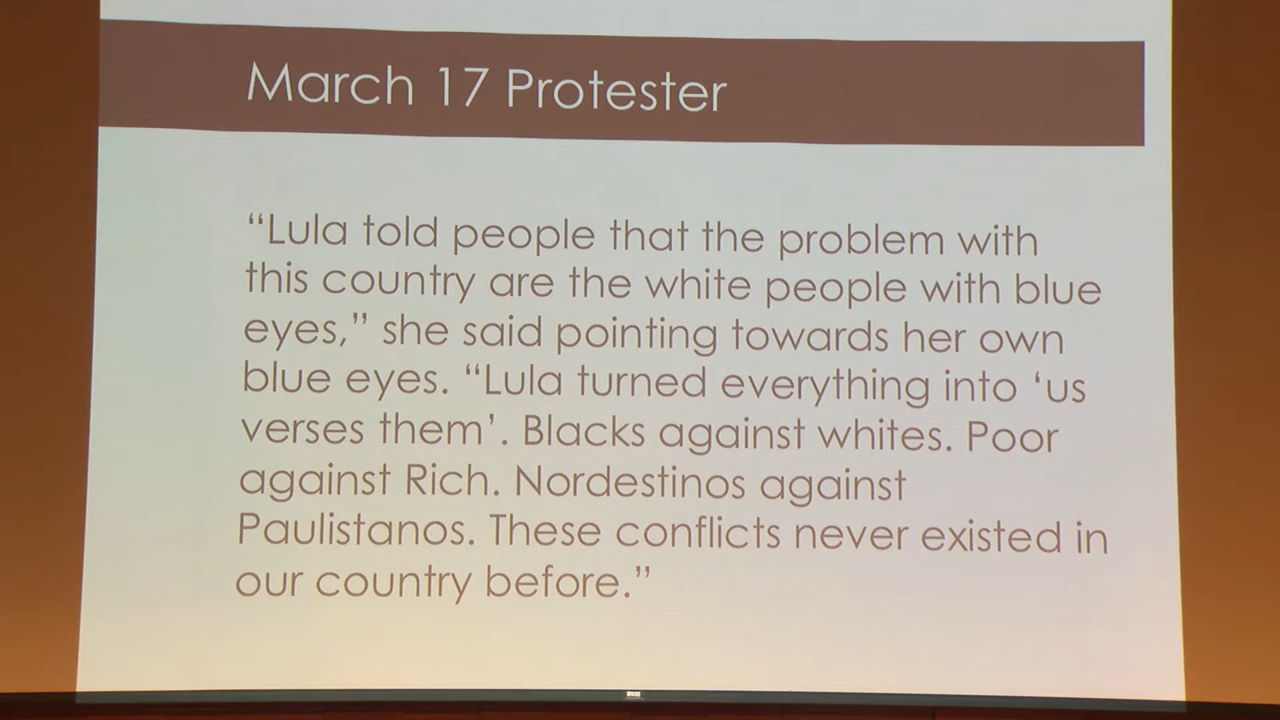 March 17 Protester
“Lula told people that the problem with
this country are the white people with blue
eyes,” she said pointing towards her own
blue eyes. “Lula turned everything into ‘us
verses them’. Blacks against whites. Poor
against Rich. Nordestinos against
Paulistanos. These conflicts never existed in
our country before.”